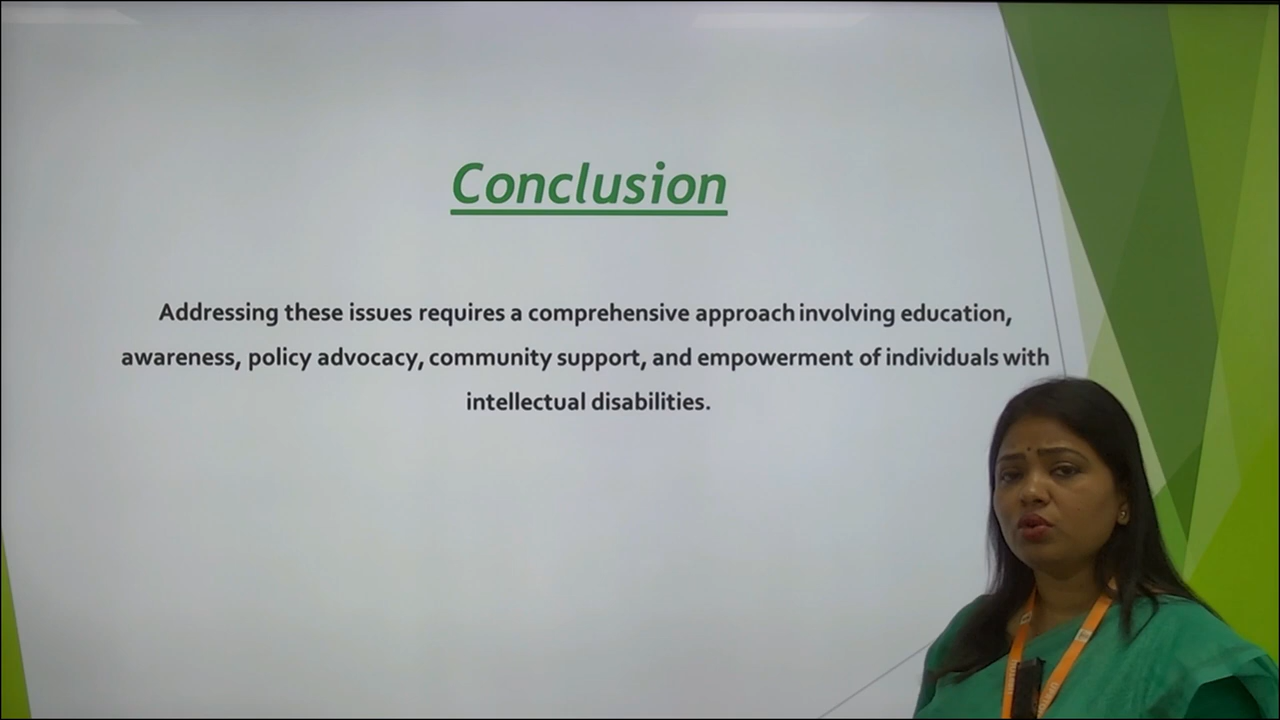 Conclusion
Addressing these issues requires a comprehensive approach involving education,
awareness, policy advocacy, community support, and empowerment of individuals with
intellectual disabilities.